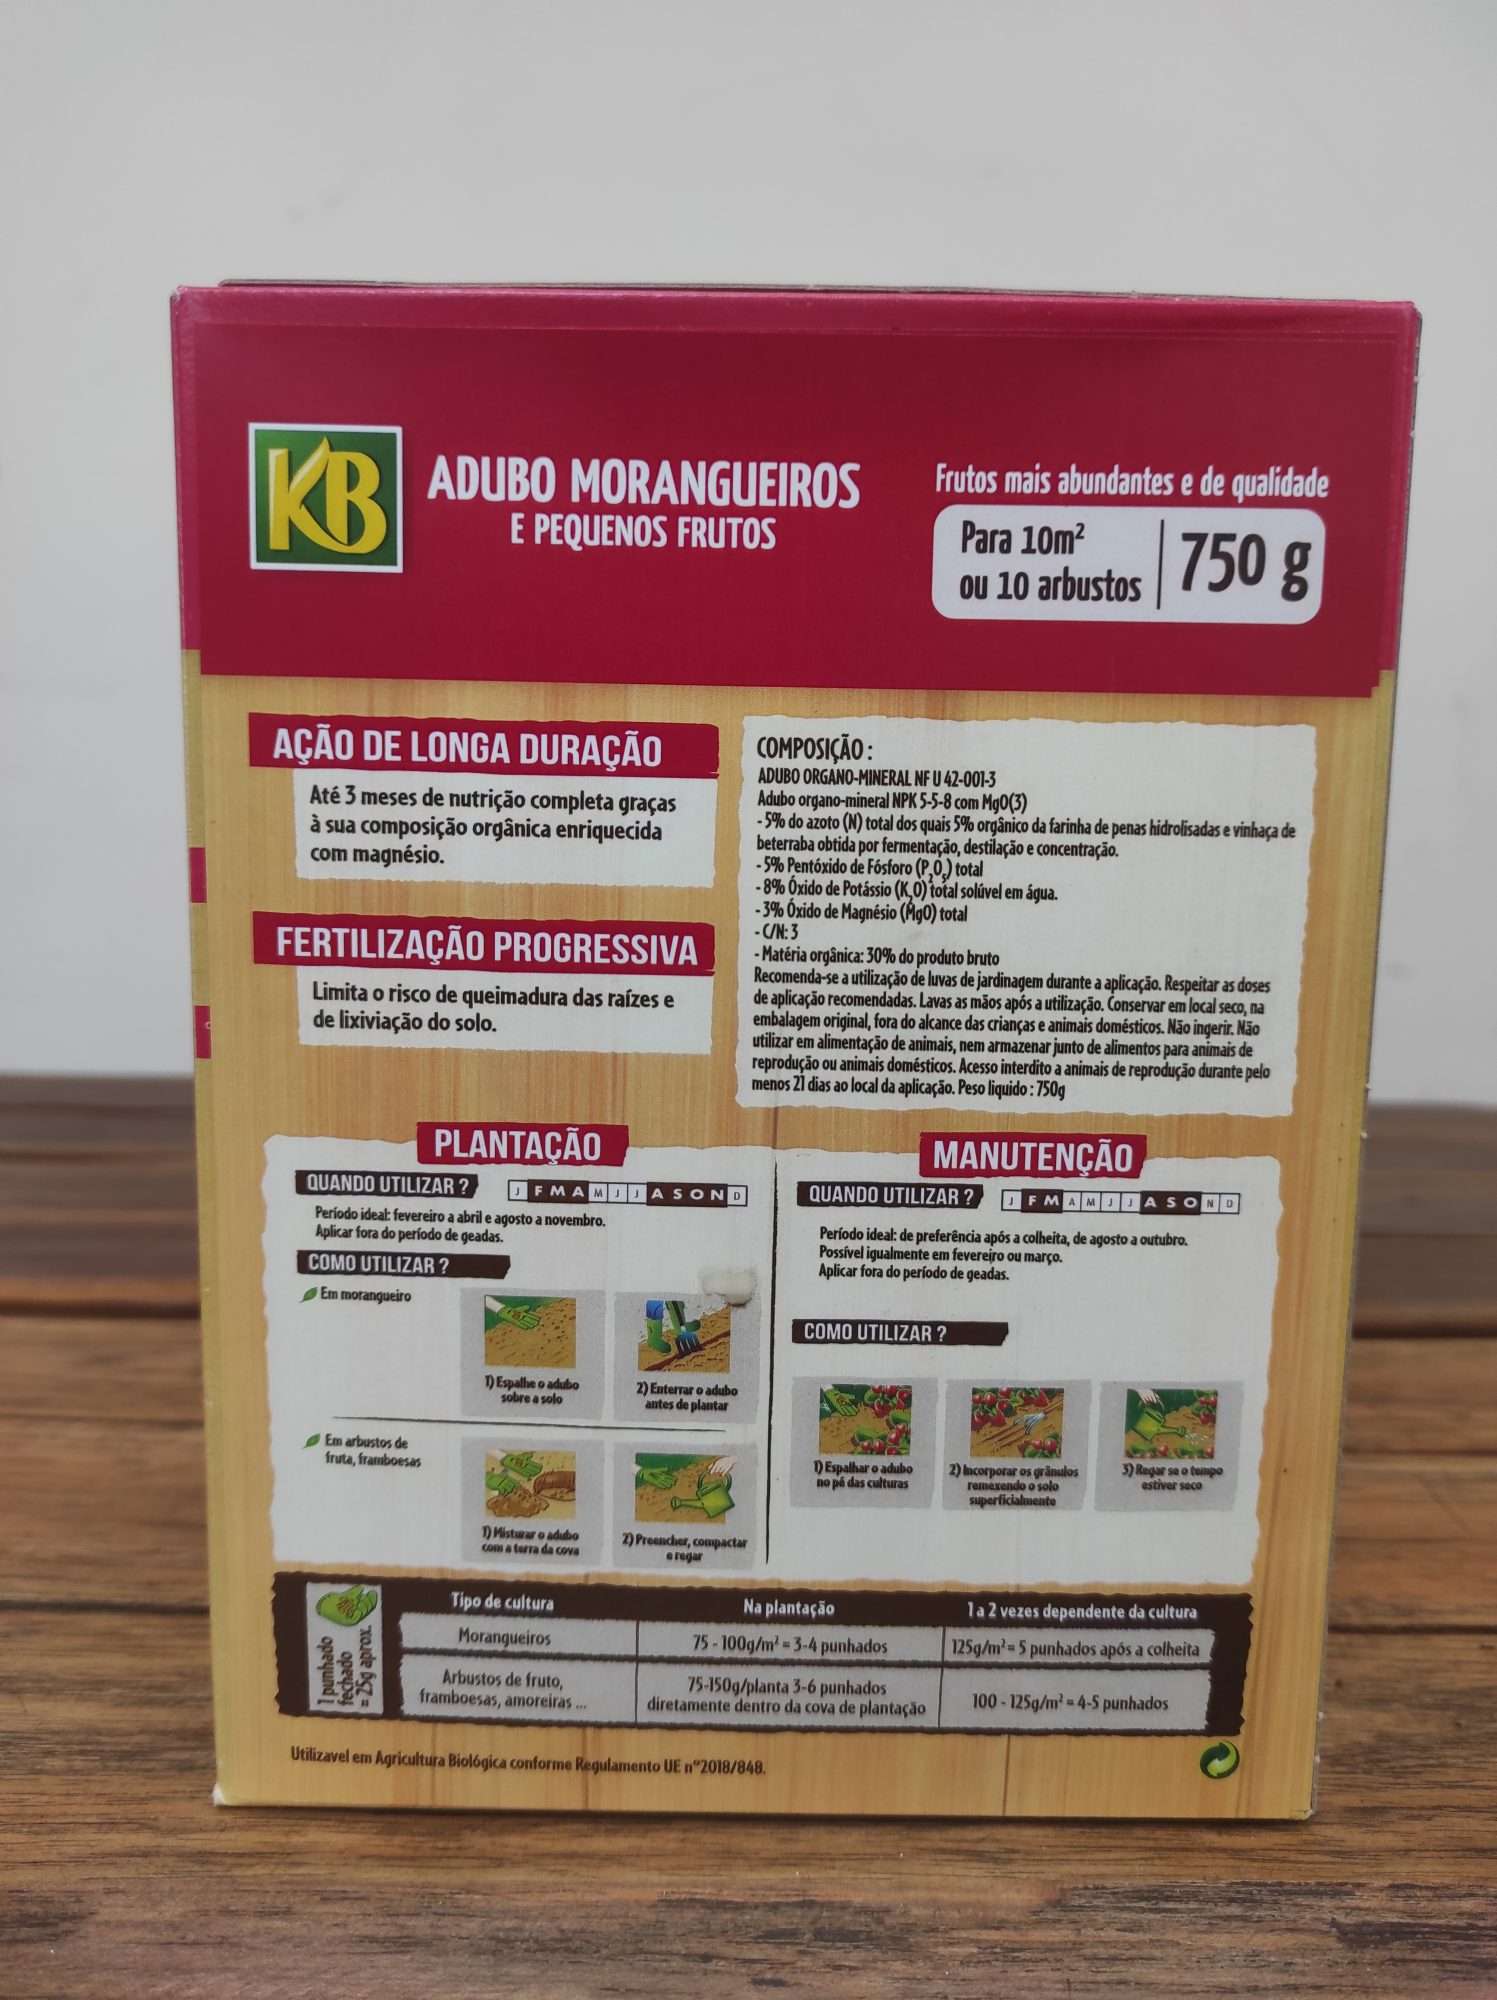 KB
ADUBO MORANGUEIROS
E PEQUENOS FRUTOS
Frutos mais abundantes e de qualidade
Para 10m²
ou 10 arbustos
750 g
AÇÃO DE LONGA DURAÇÃO
Até 3 meses de nutrição completa graças
à sua composição orgânica enriquecida
com magnésio.
FERTILIZAÇÃO PROGRESSIVA
Limita o risco de queimadura das raízes e
de lixiviação do solo.
COMPOSIÇÃO :
ADUBO ORGANO-MINERAL NF U 42-001-3
Adubo organo-mineral NPK 5-5-8 com MgO(3)
- 5% do azoto (N) total dos quais 5% orgânico da farinha de penas hidrolisadas e vinhaça de
beterraba obtida por fermentação, destilação e concentração.
- 5% Pentóxido de Fósforo (P₂O₅) total
- 8% Óxido de Potássio (K₂O) total solúvel em água.
- 3% Óxido de Magnésio (MgO) total
- C/N: 3
- Matéria orgânica: 30% do produto bruto
Recomenda-se a utilização de luvas de jardinagem durante a aplicação. Respeitar as doses
de aplicação recomendadas. Lavas as mãos após a utilização. Conservar em local seco, na
embalagem original, fora do alcance das crianças e animais domésticos. Não ingerir. Não
utilizar em alimentação de animais, nem armazenar junto de alimentos para animais de
reprodução ou animais domésticos. Acesso interdito a animais de reprodução durante pelo
menos 21 dias ao local da aplicação. Peso liquido : 750g
PLANTAÇÃO
QUANDO UTILIZAR ?
J F M A M J J A S O N D
Período ideal: fevereiro a abril e agosto a novembro.
Aplicar fora do período de geadas.
COMO UTILIZAR ?
Em morangueiro
1) Espalhe o adubo
sobre a solo
2) Enterrar o adubo
antes de plantar
Em arbustos de
fruta, framboesas
1) Misturar o adubo
com a terra da cova
2) Preencher, compactar
e regar
MANUTENÇÃO
QUANDO UTILIZAR ?
J F M A M J J A S O N D
Período ideal: de preferência após a colheita, de agosto a outubro.
Possível igualmente em fevereiro ou março.
Aplicar fora do período de geadas.
COMO UTILIZAR ?
1) Espalhar o adubo
no pé das culturas
2) Incorporar os grânulos
remexendo o solo
superficialmente
3) Regar se o tempo
estiver seco
1 punhado
fechado
= 25g aprox.
Tipo de cultura
Na plantação
1 a 2 vezes dependente da cultura
Morangueiros
75 - 100g/m² = 3-4 punhados
125g/m² = 5 punhados após a colheita
Arbustos de fruto,
framboesas, amoreiras ...
75-150g/planta 3-6 punhados
diretamente dentro da cova de plantação
100 - 125g/m² = 4-5 punhados
Utilizavel em Agricultura Biológica conforme Regulamento UE n°2018/848.